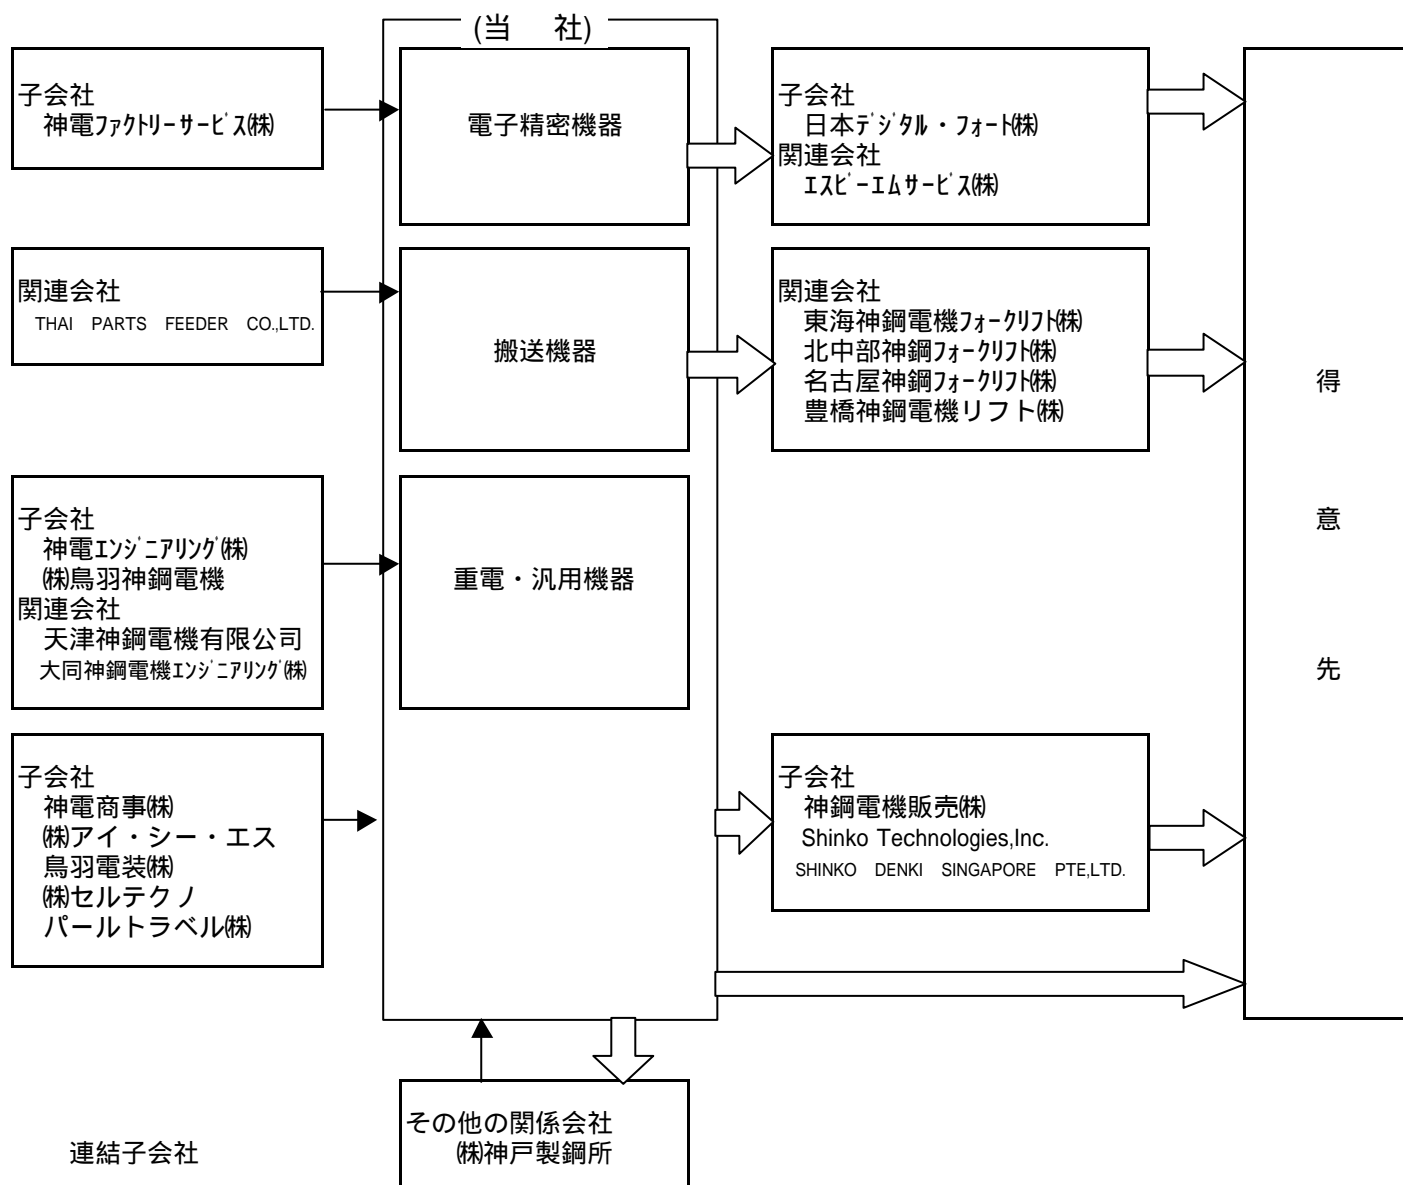 (当 社)
子会社
神電ファクトリーサービス㈱
電子精密機器
子会社
日本デジタル・フォート㈱
関連会社
エスビーエムサービス㈱
関連会社
THAI PARTS FEEDER CO.,LTD.
搬送機器
関連会社
東海神鋼電機フォークリフト㈱
北中部神鋼フォークリフト㈱
名古屋神鋼フォークリフト㈱
豊橋神鋼電機リフト㈱
得
意
先
子会社
神電エンジニアリング㈱
㈱鳥羽神鋼電機
関連会社
天津神鋼電機有限公司
大同神鋼電機エンジニアリング㈱
重電・汎用機器
子会社
神電商事㈱
㈱アイ・シー・エス
鳥羽電装㈱
㈱セルテクノ
パールトラベル㈱
子会社
神鋼電機販売㈱
Shinko Technologies,Inc.
SHINKO DENKI SINGAPORE PTE,LTD.
その他の関係会社
㈱神戸製鋼所
連結子会社